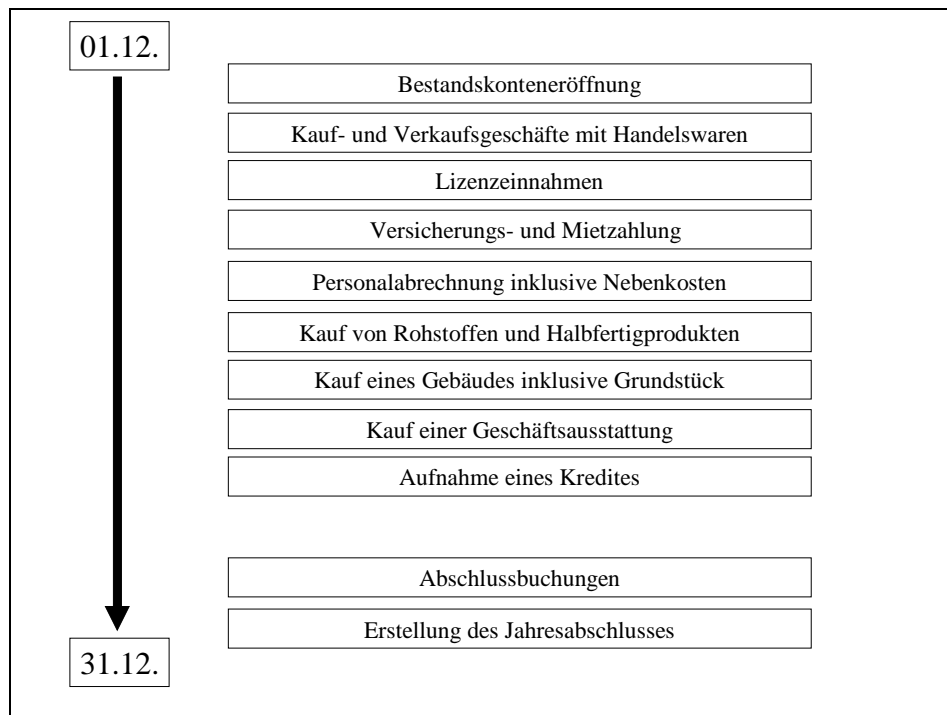 01.12.
Bestandskonteneröffnung
Kauf- und Verkaufsgeschäfte mit Handelswaren
Lizenzeinnahmen
Versicherungs- und Mietzahlung
Personalabrechnung inklusive Nebenkosten
Kauf von Rohstoffen und Halbfertigprodukten
Kauf eines Gebäudes inklusive Grundstück
Kauf einer Geschäftsausstattung
Aufnahme eines Kredites
Abschlussbuchungen
Erstellung des Jahresabschlusses
31.12.